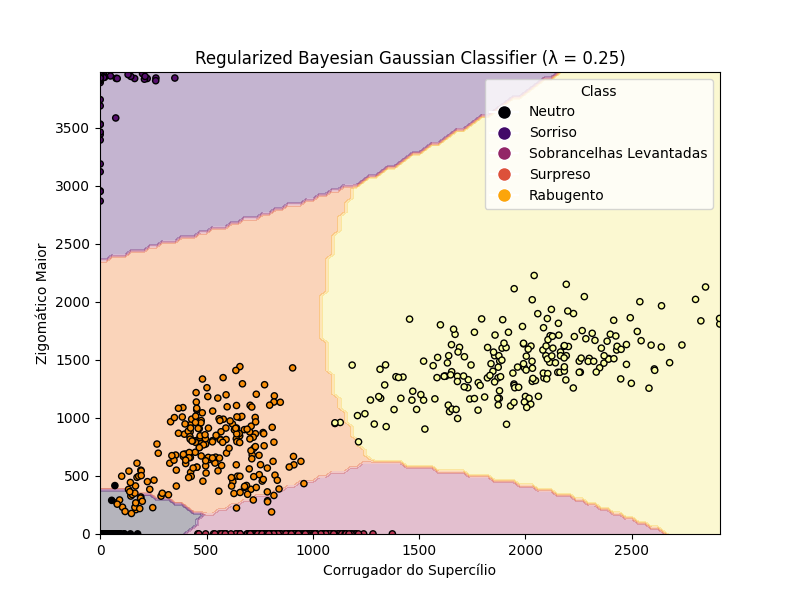 Regularized Bayesian Gaussian Classifier (λ = 0.25)
Class
Neutro
Sorriso
Sobrancelhas Levantadas
Surpreso
Rabugento
Zigomático Maior
3500
3000
2500
2000
1500
1000
500
0
0 500 1000 1500 2000 2500
Corrugador do Supercílio